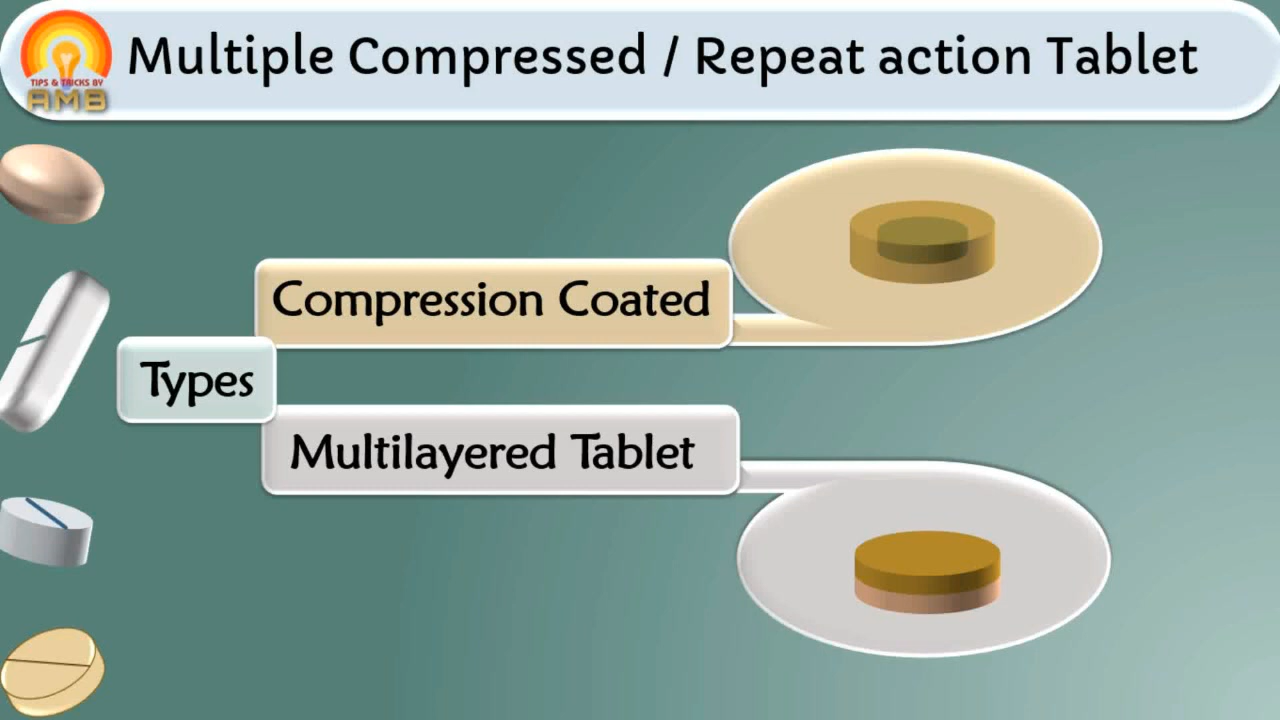 Multiple Compressed / Repeat action Tablet
TIPS & TRICKS BY
AMB
Compression Coated
Types
Multilayered Tablet